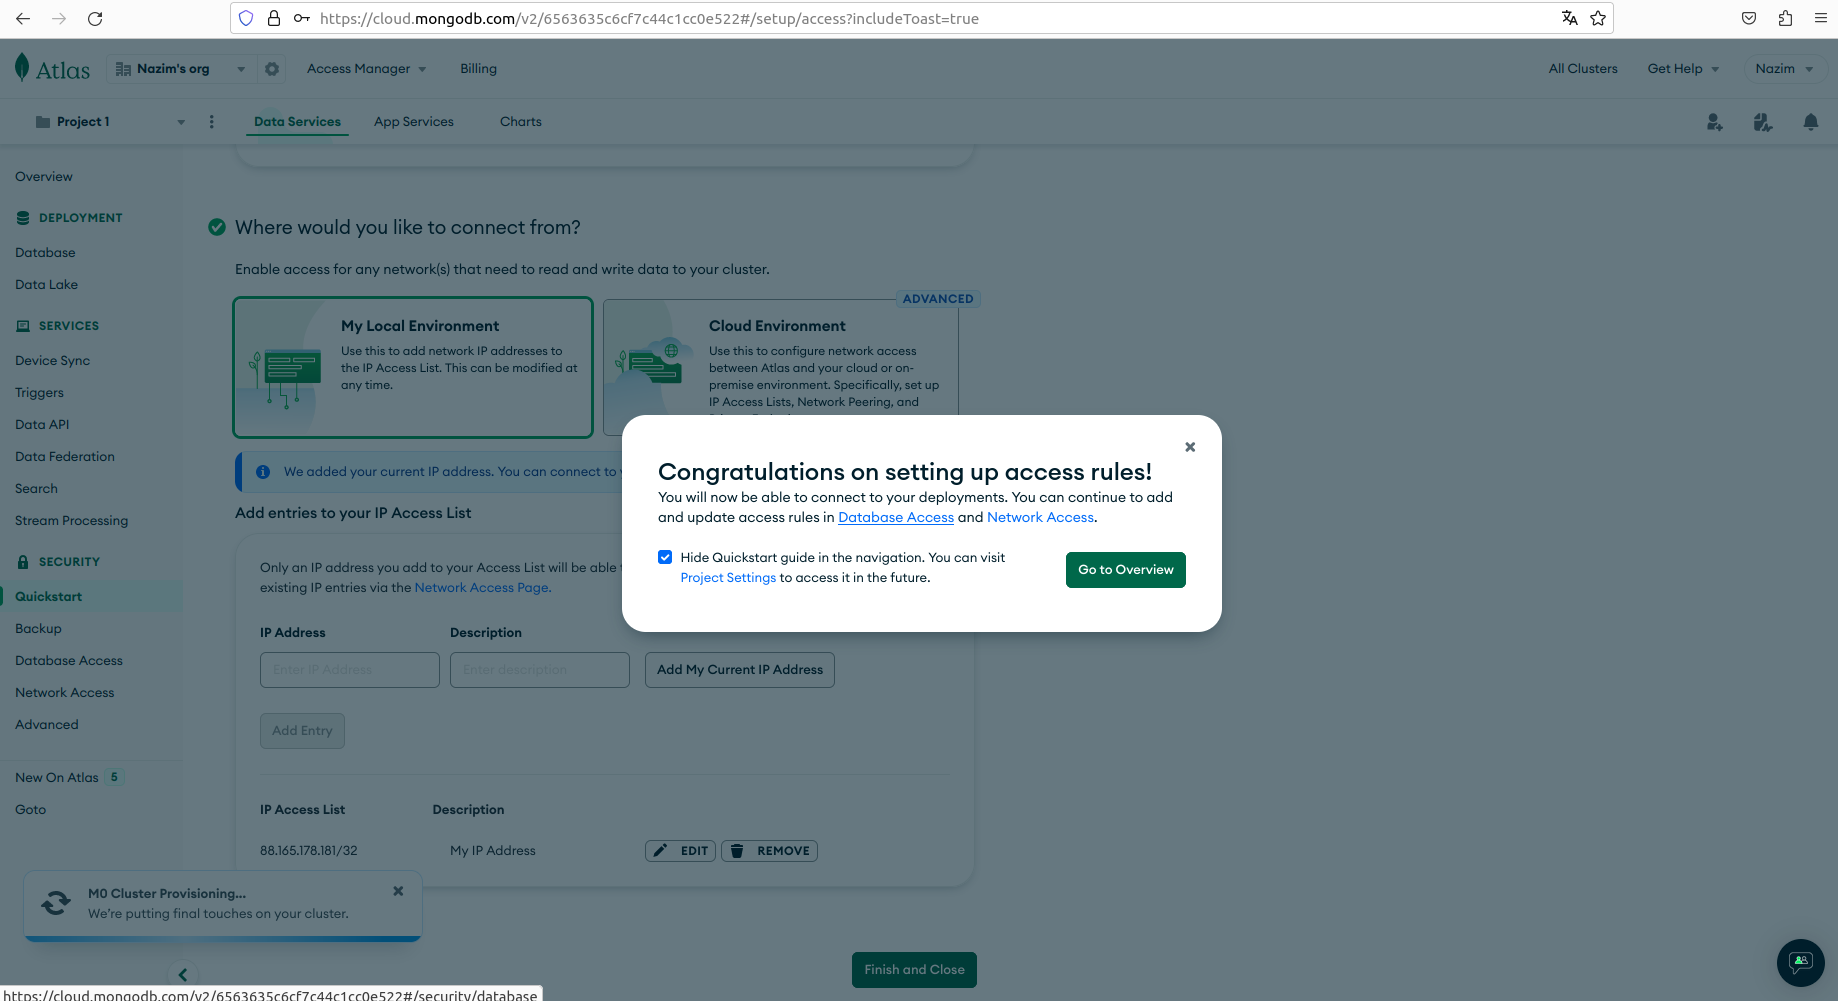 https://cloud.mongodb.com/v2/6563635c6cf7c44c1cc0e522#/setup/access?includeToast=true
Atlas
Nazim's org
Access Manager
Billing
All Clusters
Get Help
Nazim
Project 1
Data Services
App Services
Charts
Overview
DEPLOYMENT
Database
Data Lake
SERVICES
Device Sync
Triggers
Data API
Data Federation
Search
Stream Processing
SECURITY
Quickstart
Backup
Database Access
Network Access
Advanced
New On Atlas 5
Goto
Where would you like to connect from?
Enable access for any network(s) that need to read and write data to your cluster.
My Local Environment
Use this to add network IP addresses to
the IP Access List. This can be modified at
any time.
ADVANCED
Cloud Environment
Use this to configure network access
between Atlas and your cloud or on-
premise environment. Specifically, set up
IP Access Lists, Network Peering, and
We added your current IP address. You can connect to
Add entries to your IP Access List
Only an IP address you add to your Access List will be able
existing IP entries via the Network Access Page.
IP Address
Description
Enter IP Address
Enter description
Add My Current IP Address
Add Entry
IP Access List
Description
88.165.178.181/32
My IP Address
EDIT
REMOVE
Congratulations on setting up access rules!
You will now be able to connect to your deployments. You can continue to add
and update access rules in Database Access and Network Access.
Hide Quickstart guide in the navigation. You can visit
Project Settings to access it in the future.
Go to Overview
M0 Cluster Provisioning...
We're putting final touches on your cluster.
Finish and Close
https://cloud.mongodb.com/v2/6563635c6cf7c44c1cc0e522#/security/database